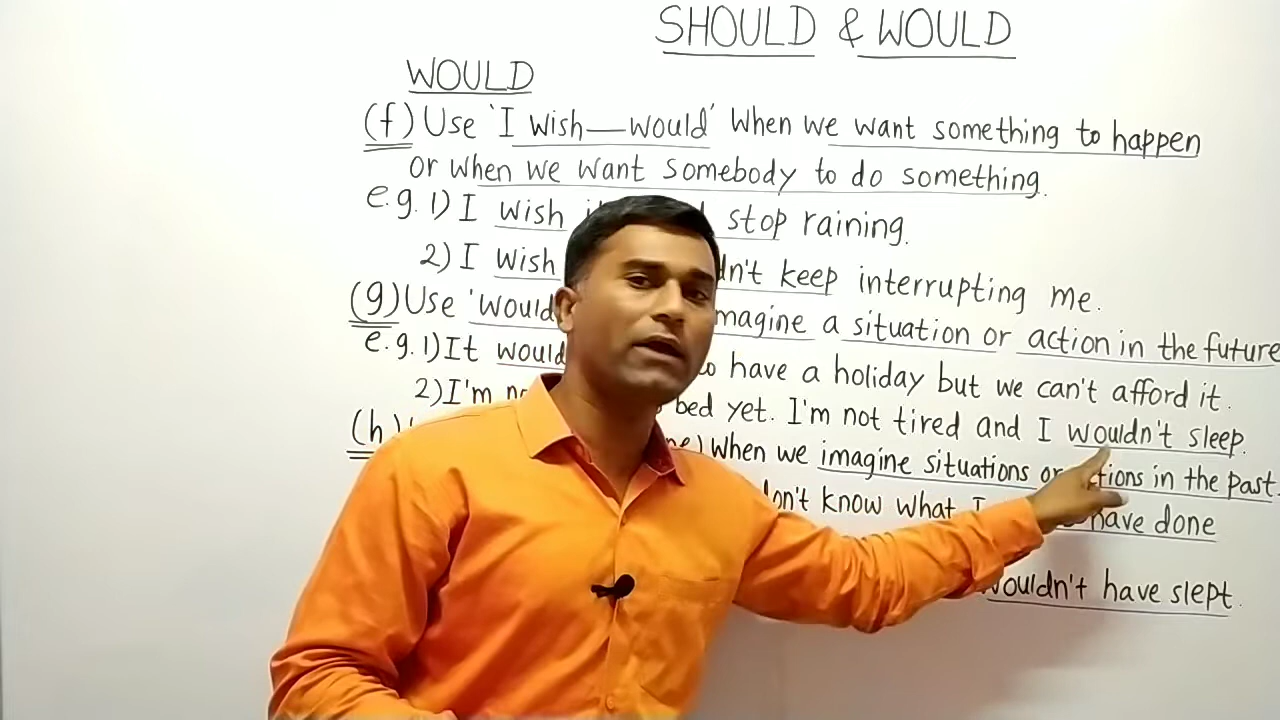 SHOULD & WOULD
WOULD
(f) Use 'I wish—would' when we want something to happen
or when we want somebody to do something.
e.g. 1) I wish stop raining.
2) I wish keep interrupting me.
(g) Use 'would a situation or action in the future
e.g. 1) It would have a holiday but we can't afford it.
2) I'm bed yet. I'm not tired and I wouldn't sleep.
(h) when we imagine situations or in the past.
know what I have done
wouldn't have slept.